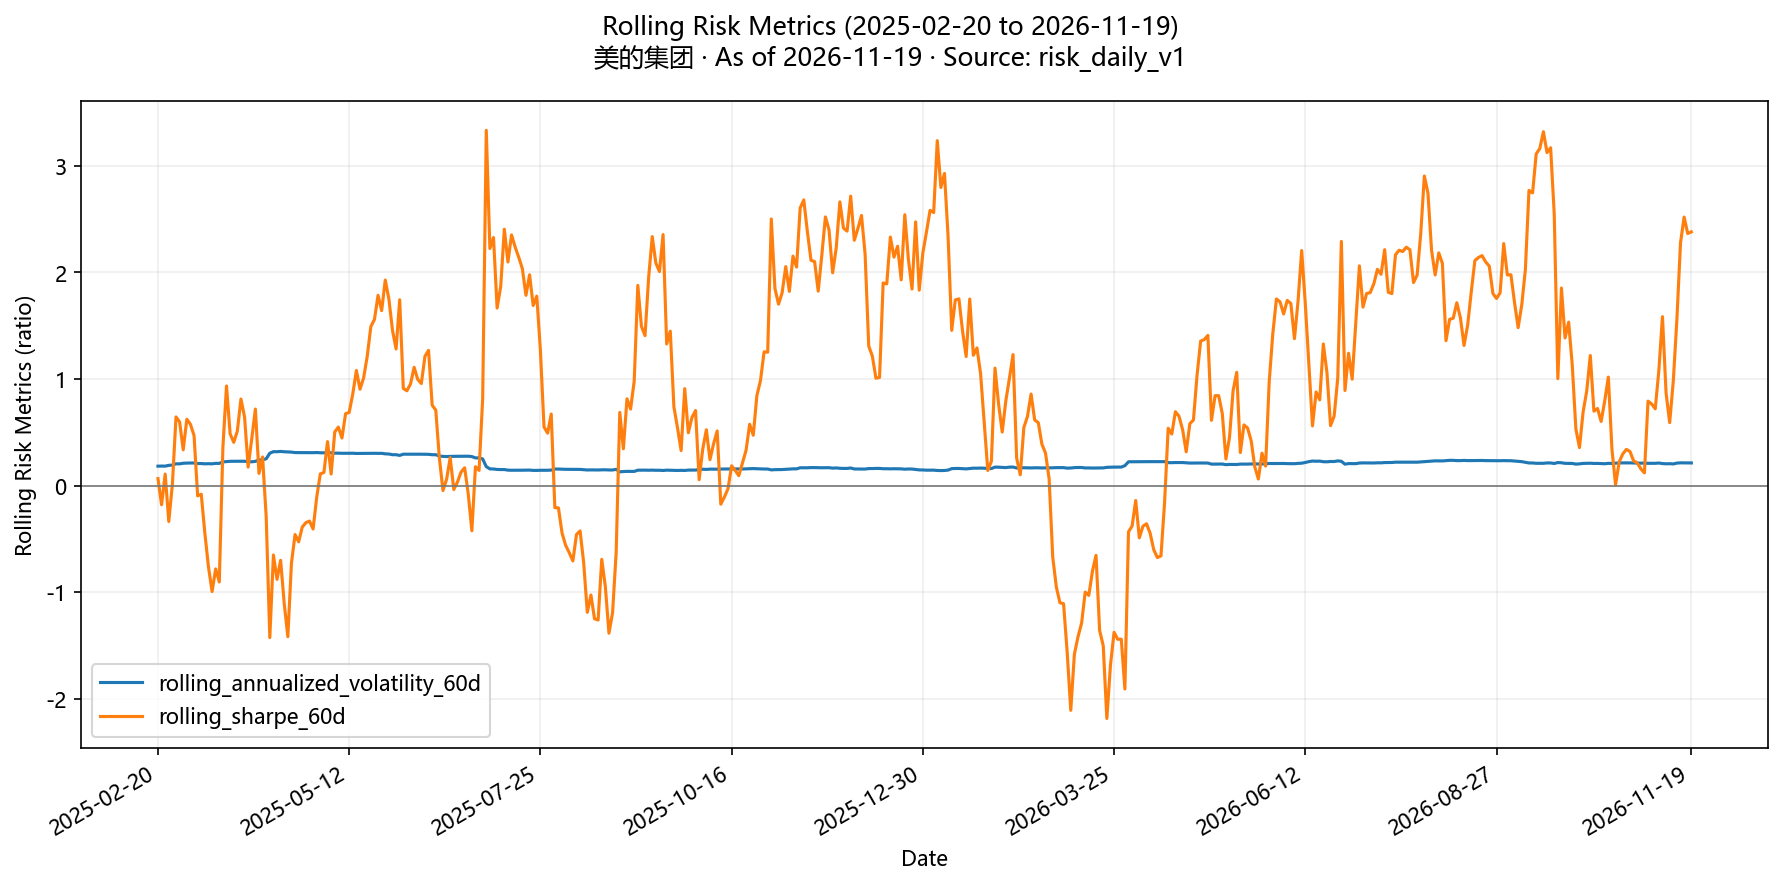 Rolling Risk Metrics (2025-02-20 to 2026-11-19)
美的集团 · As of 2026-11-19 · Source: risk_daily_v1
Rolling Risk Metrics (ratio)
3
2
1
0
-1
-2
rolling_annualized_volatility_60d
rolling_sharpe_60d
2025-02-20
2025-05-12
2025-07-25
2025-10-16
2025-12-30
2026-03-25
2026-06-12
2026-08-27
2026-11-19
Date